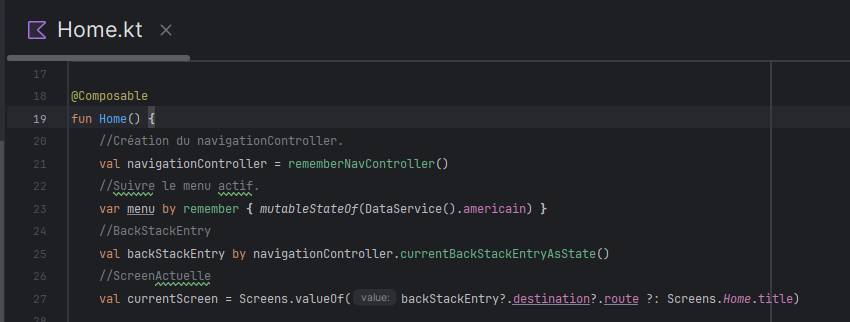 Home.kt
17
18 @Composable
19 fun Home() {
20 //Création du navigationController.
21 val navigationController = rememberNavController()
22 //Suivre le menu actif.
23 var menu by remember { mutableStateOf(DataService().americain) }
24 //BackStackEntry
25 val backStackEntry by navigationController.currentBackStackEntryAsState()
26 //ScreenActuelle
27 val currentScreen = Screens.valueOf( value: backStackEntry?.destination?.route ?: Screens.Home.title)
28